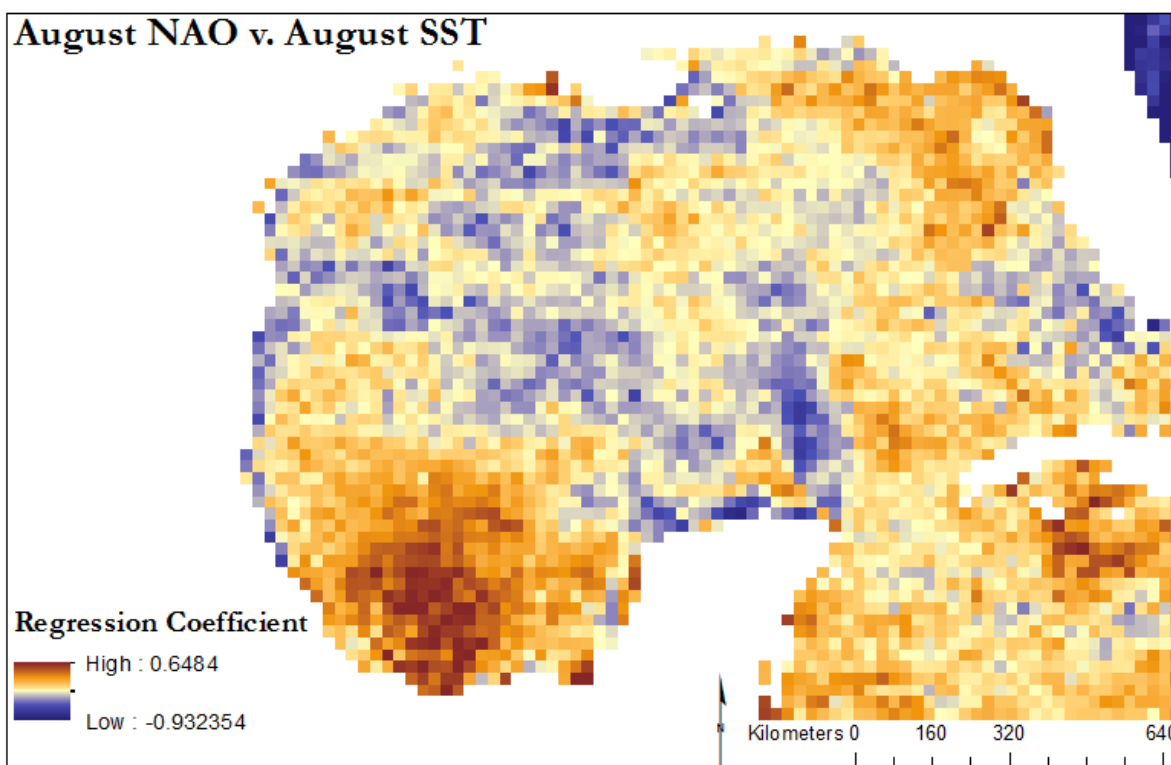 August NAO v. August SST
Regression Coefficient
High : 0.6484
Low : -0.932354
N
Kilometers 0 160 320 640